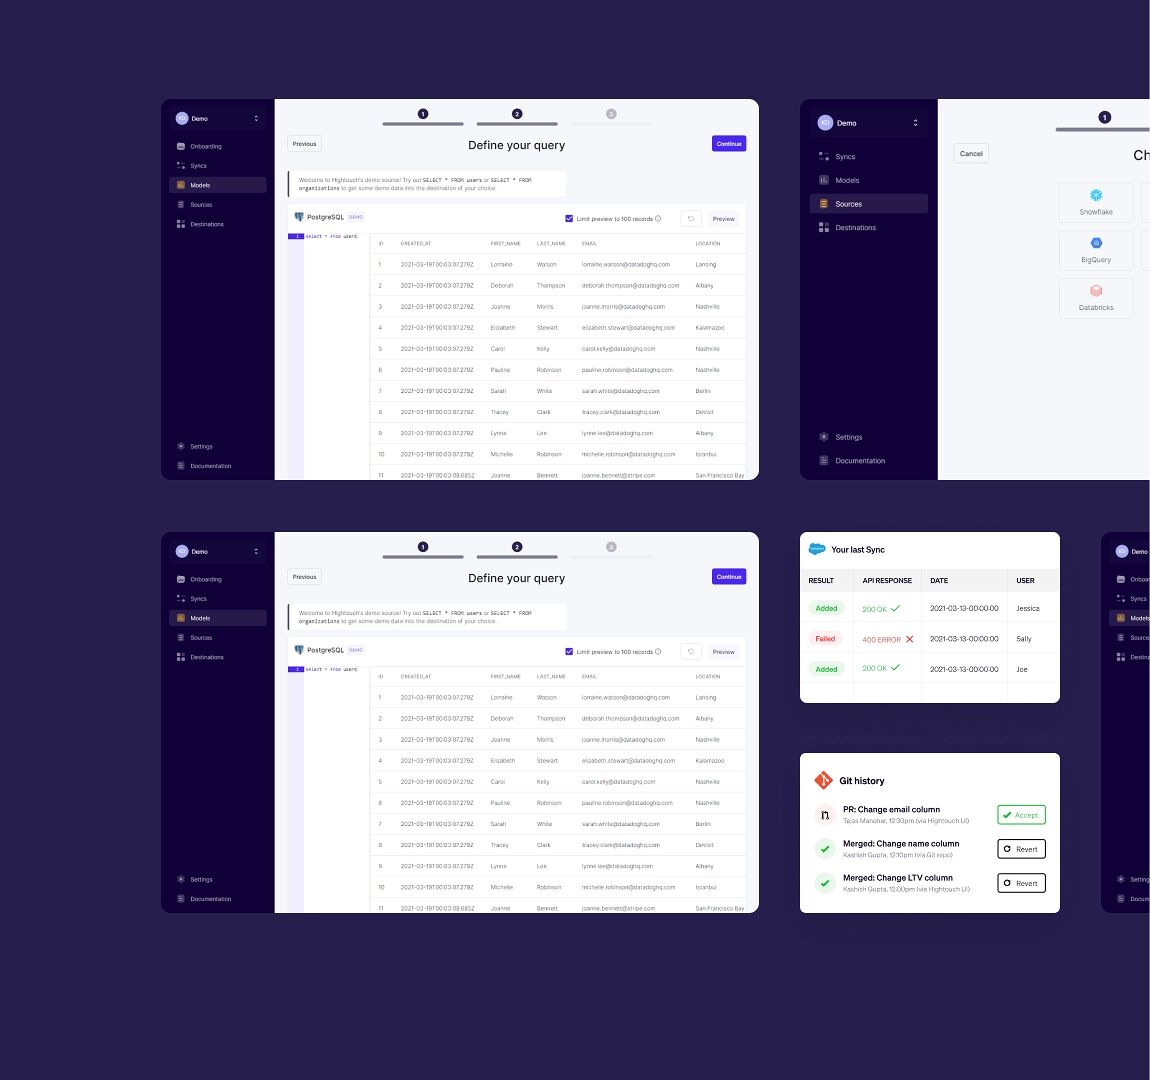 KD Demo
Onboarding
Syncs
Models
Sources
Destinations
Settings
Documentation
1 2 3
Previous
Define your query
Continue
Welcome to Hightouch's demo source! Try out SELECT * FROM users or SELECT * FROM
organizations to get some demo data into the destination of your choice.
PostgreSQL DEMO
Limit preview to 100 records
Preview
1 select * from users
ID CREATED_AT FIRST_NAME LAST_NAME EMAIL LOCATION
1 2021-03-19T00:03:07.279Z Lorraine Watson lorraine.watson@datadoghq.com Lansing
2 2021-03-19T00:03:07.279Z Deborah Thompson deborah.thompson@datadoghq.com Albany
3 2021-03-19T00:03:07.279Z Joanne Morris joanne.morris@datadoghq.com Nashville
4 2021-03-19T00:03:07.279Z Elizabeth Stewart elizabeth.stewart@datadoghq.com Kalamazoo
5 2021-03-19T00:03:07.279Z Carol Kelly carol.kelly@datadoghq.com Nashville
6 2021-03-19T00:03:07.279Z Pauline Robinson pauline.robinson@datadoghq.com Nashville
7 2021-03-19T00:03:07.279Z Sarah White sarah.white@datadoghq.com Berlin
8 2021-03-19T00:03:07.279Z Tracey Clark tracey.clark@datadoghq.com Detroit
9 2021-03-19T00:03:07.279Z Lynne Lee lynne.lee@datadoghq.com Albany
10 2021-03-19T00:03:07.279Z Michelle Robinson michelle.robinson@datadoghq.com Istanbul
11 2021-03-19T00:03:08.685Z Joanne Bennett joanne.bennett@stripe.com San Francisco Bay
KD Demo
Syncs
Models
Sources
Destinations
Settings
Documentation
1
Cancel
Ch
Snowflake
BigQuery
Databricks
KD Demo
Onboarding
Syncs
Models
Sources
Destinations
Settings
Documentation
1 2 3
Previous
Define your query
Continue
Welcome to Hightouch's demo source! Try out SELECT * FROM users or SELECT * FROM
organizations to get some demo data into the destination of your choice.
PostgreSQL DEMO
Limit preview to 100 records
Preview
1 select * from users
ID CREATED_AT FIRST_NAME LAST_NAME EMAIL LOCATION
1 2021-03-19T00:03:07.279Z Lorraine Watson lorraine.watson@datadoghq.com Lansing
2 2021-03-19T00:03:07.279Z Deborah Thompson deborah.thompson@datadoghq.com Albany
3 2021-03-19T00:03:07.279Z Joanne Morris joanne.morris@datadoghq.com Nashville
4 2021-03-19T00:03:07.279Z Elizabeth Stewart elizabeth.stewart@datadoghq.com Kalamazoo
5 2021-03-19T00:03:07.279Z Carol Kelly carol.kelly@datadoghq.com Nashville
6 2021-03-19T00:03:07.279Z Pauline Robinson pauline.robinson@datadoghq.com Nashville
7 2021-03-19T00:03:07.279Z Sarah White sarah.white@datadoghq.com Berlin
8 2021-03-19T00:03:07.279Z Tracey Clark tracey.clark@datadoghq.com Detroit
9 2021-03-19T00:03:07.279Z Lynne Lee lynne.lee@datadoghq.com Albany
10 2021-03-19T00:03:07.279Z Michelle Robinson michelle.robinson@datadoghq.com Istanbul
11 2021-03-19T00:03:08.685Z Joanne Bennett joanne.bennett@stripe.com San Francisco Bay
Your last Sync
RESULT API RESPONSE DATE USER
Added 200 OK 2021-03-13-00:00:00 Jessica
Failed 400 ERROR 2021-03-13-00:00:00 Sally
Added 200 OK 2021-03-13-00:00:00 Joe
Git history
PR: Change email column
Tejas Manohar, 12:30pm (via Hightouch UI)
Accept
Merged: Change name column
Kashish Gupta, 12:10pm (via Git repo)
Revert
Merged: Change LTV column
Kashish Gupta, 12:00pm (via Hightouch UI)
Revert
KD Demo
Onboar
Syncs
Models
Source
Destina
Setting
Docum